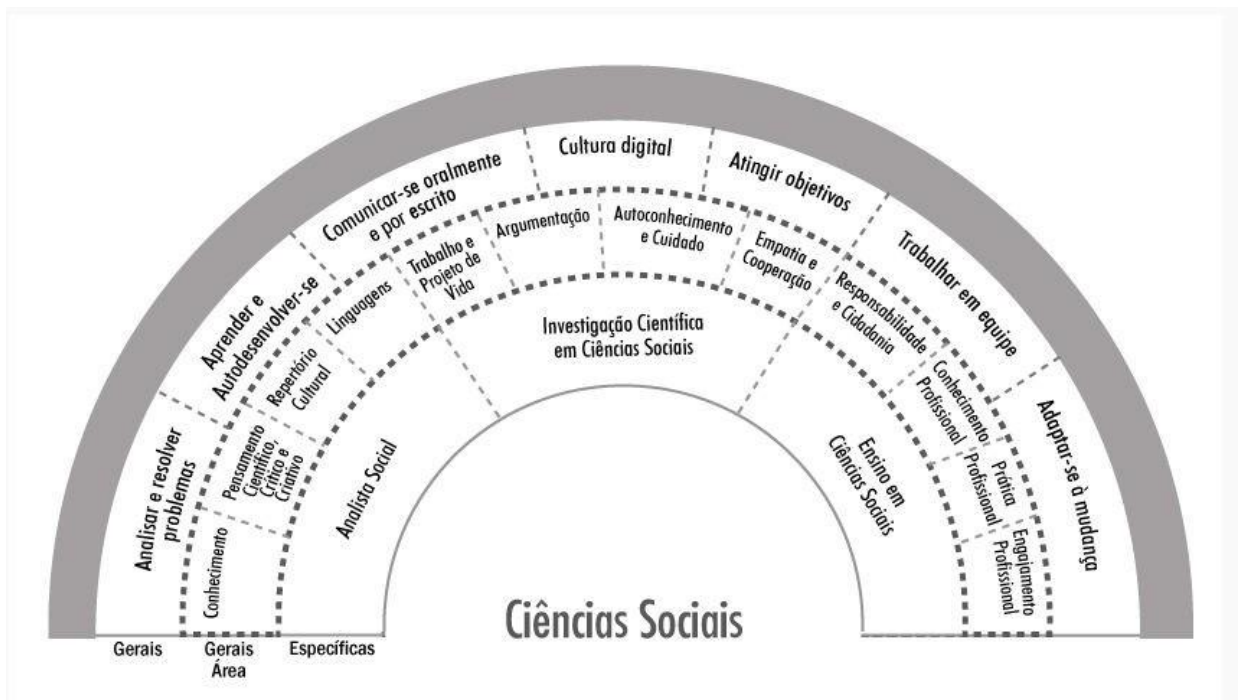 Analisar e resolver
problemas
Aprender e
Autodesenvolver-se
Comunicar-se oralmente
e por escrito
Cultura digital
Atingir objetivos
Trabalhar em equipe
Adaptar-se à mudança
Conhecimento
Pensamento
Científico,
Crítico e
Criativo
Repertório
Cultural
Linguagens
Trabalho e
Projeto de
Vida
Argumentação
Autoconhecimento
e Cuidado
Empatia e
Cooperação
Responsabilidade
e Cidadania
Conhecimento
Profissional
Prática
Profissional
Engajamento
Profissional
Analista Social
Investigação Científica
em Ciências Sociais
Ensino em
Ciências Sociais
Ciências Sociais
Gerais
Gerais
Área
Específicas